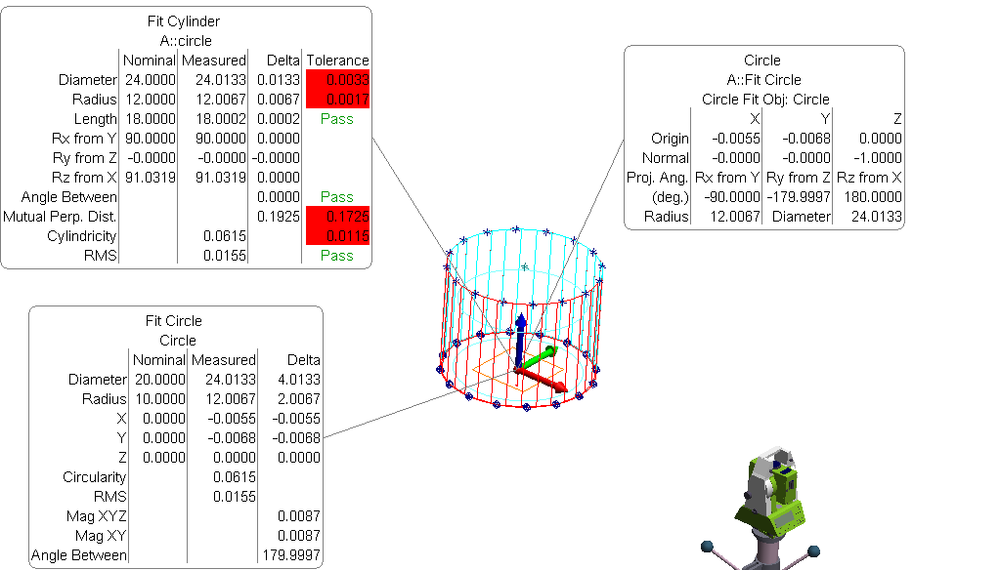 Fit Cylinder
A::circle
Nominal Measured Delta Tolerance
Diameter 24.0000 24.0133 0.0133 0.0033
Radius 12.0000 12.0067 0.0067 0.0017
Length 18.0000 18.0002 0.0002 Pass
Rx from Y 90.0000 90.0000 0.0000
Ry from Z -0.0000 -0.0000 -0.0000
Rz from X 91.0319 91.0319 0.0000
Angle Between 0.0000 Pass
Mutual Perp. Dist. 0.1925 0.1725
Cylindricity 0.0615 0.0115
RMS 0.0155 Pass
Circle
A::Fit Circle
Circle Fit Obj: Circle
X Y Z
Origin -0.0055 -0.0068 0.0000
Normal -0.0000 -0.0000 -1.0000
Proj. Ang. Rx from Y Ry from Z Rz from X
(deg.) -90.0000 -179.9997 180.0000
Radius 12.0067 Diameter 24.0133
Fit Circle
Circle
Nominal Measured Delta
Diameter 20.0000 24.0133 4.0133
Radius 10.0000 12.0067 2.0067
X 0.0000 -0.0055 -0.0055
Y 0.0000 -0.0068 -0.0068
Z 0.0000 0.0000 0.0000
Circularity 0.0615
RMS 0.0155
Mag XYZ 0.0087
Mag XY 0.0087
Angle Between 179.9997